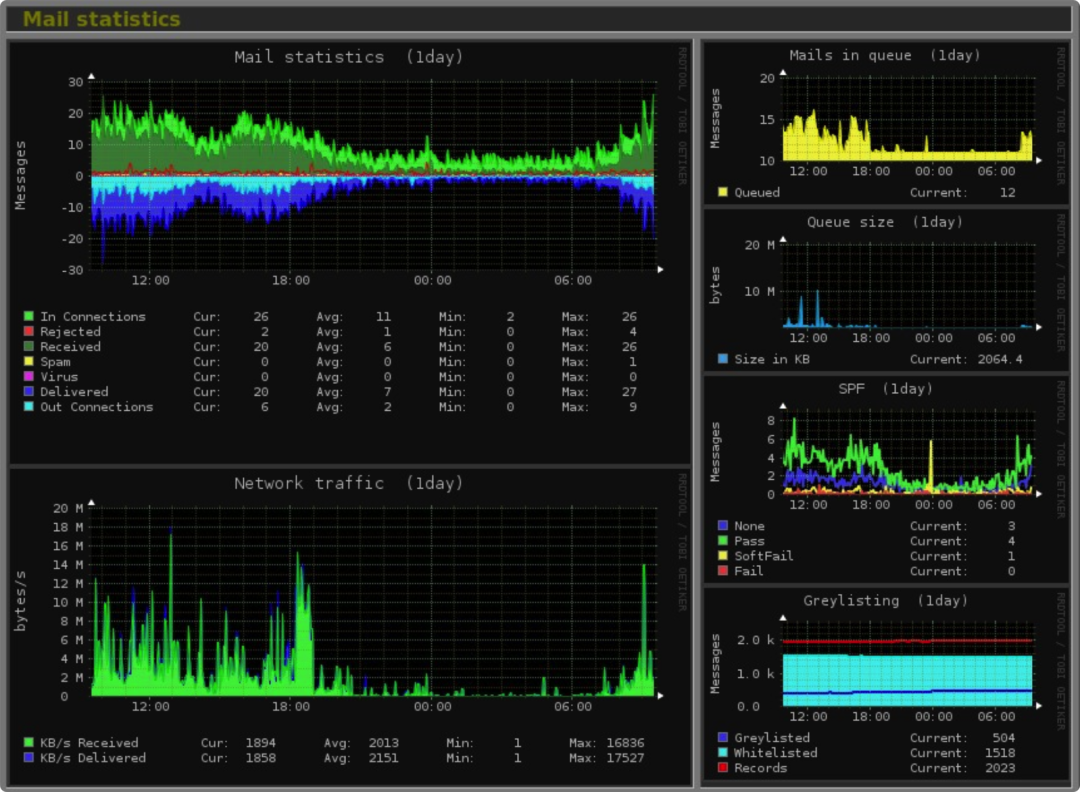 Mail statistics
Mail statistics (1day)
RRDTOOL / TOBI OETIKER
Messages
30
20
10
0
-10
-20
-30
12:00 18:00 00:00 06:00
In Connections Cur: 26 Avg: 11 Min: 2 Max: 26
Rejected Cur: 2 Avg: 1 Min: 0 Max: 4
Received Cur: 20 Avg: 6 Min: 0 Max: 26
Spam Cur: 0 Avg: 0 Min: 0 Max: 1
Virus Cur: 0 Avg: 0 Min: 0 Max: 0
Delivered Cur: 20 Avg: 7 Min: 0 Max: 27
Out Connections Cur: 6 Avg: 2 Min: 0 Max: 9
Network traffic (1day)
RRDTOOL / TOBI OETIKER
bytes/s
20 M
18 M
16 M
14 M
12 M
10 M
8 M
6 M
4 M
2 M
0
12:00 18:00 00:00 06:00
KB/s Received Cur: 1894 Avg: 2013 Min: 1 Max: 16836
KB/s Delivered Cur: 1858 Avg: 2151 Min: 1 Max: 17527
Mails in queue (1day)
RRDTOOL / TOBI OETIKER
Messages
20
15
10
12:00 18:00 00:00 06:00
Queued Current: 12
Queue size (1day)
RRDTOOL / TOBI OETIKER
bytes
20 M
10 M
12:00 18:00 00:00 06:00
Size in KB Current: 2064.4
SPF (1day)
RRDTOOL / TOBI OETIKER
Messages
8
6
4
2
0
12:00 18:00 00:00 06:00
None Current: 3
Pass Current: 4
SoftFail Current: 1
Fail Current: 0
Greylisting (1day)
RRDTOOL / TOBI OETIKER
Messages
2.0 k
1.0 k
0.0
12:00 18:00 00:00 06:00
Greylisted Current: 504
Whitelisted Current: 1518
Records Current: 2023